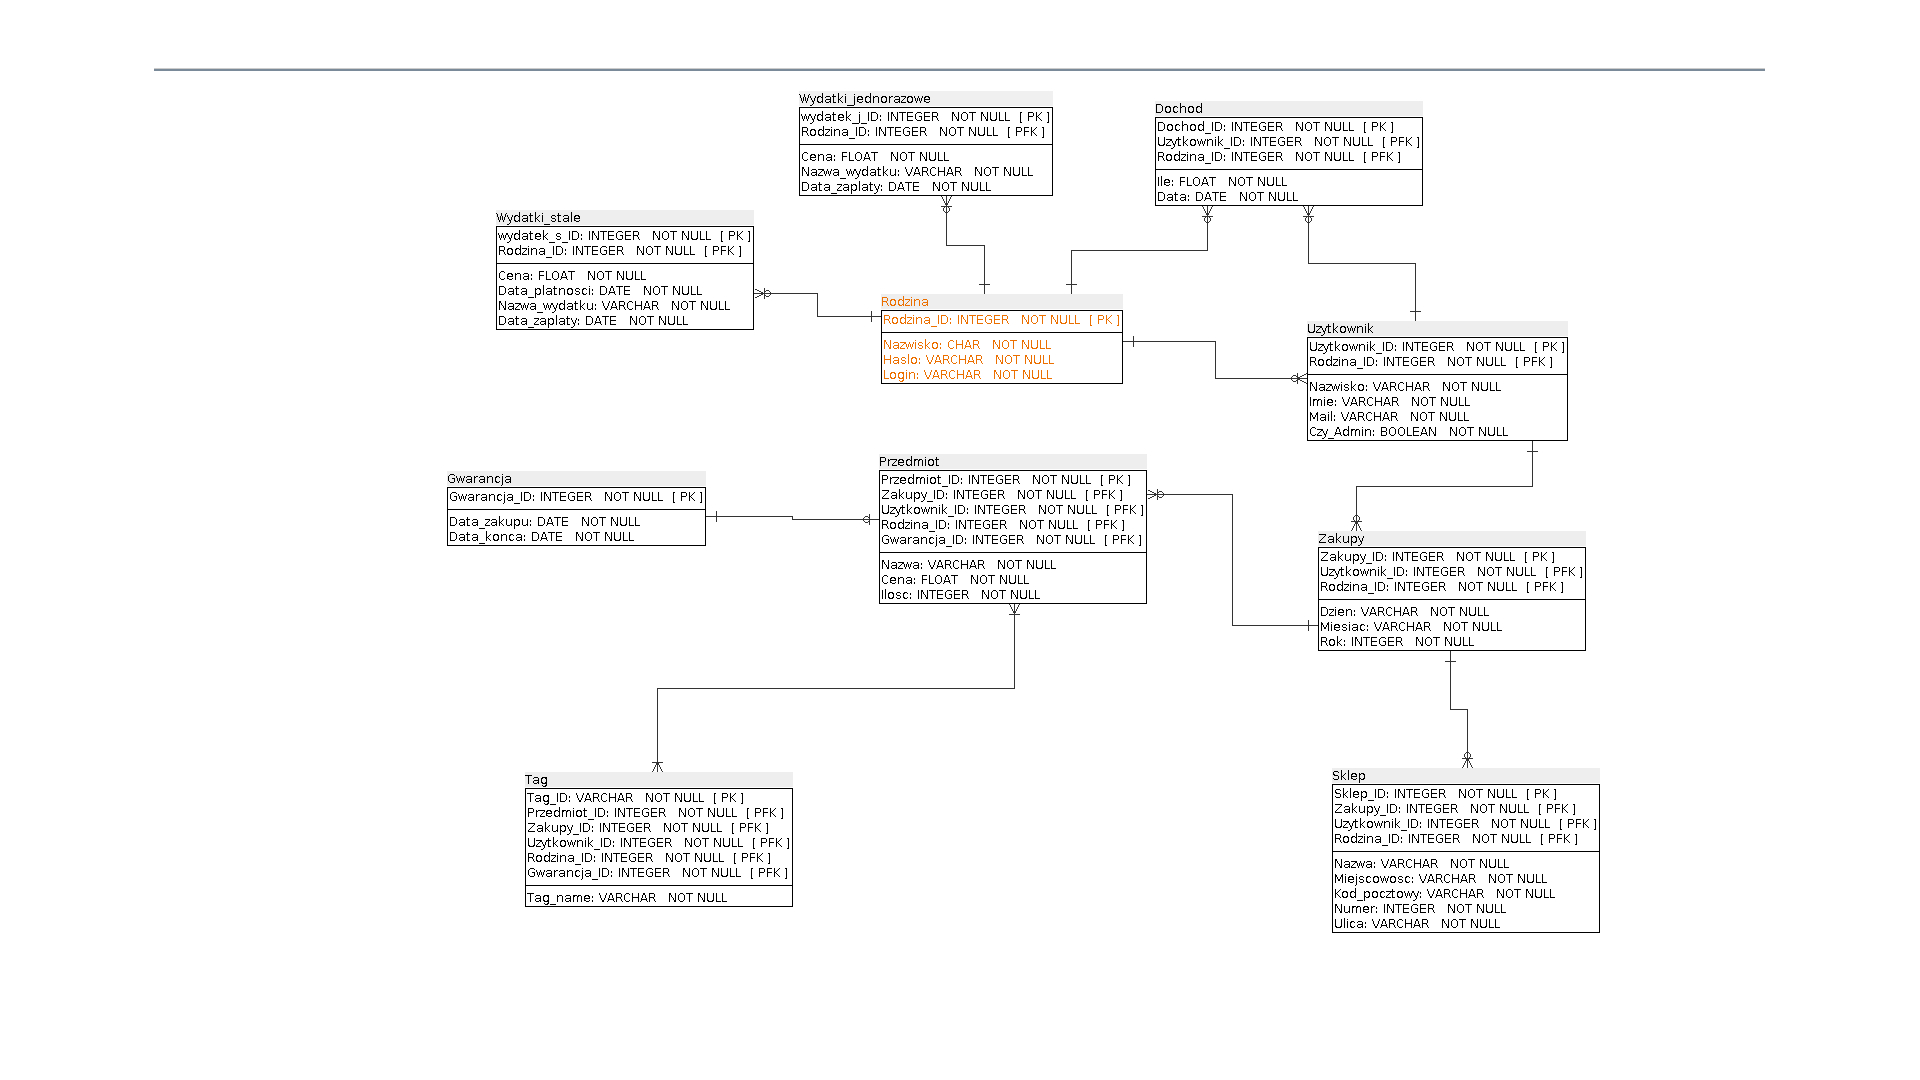 Wydatki_jednorazowe
wydatek_j_ID: INTEGER NOT NULL [ PK ]
Rodzina_ID: INTEGER NOT NULL [ PFK ]
Cena: FLOAT NOT NULL
Nazwa_wydatku: VARCHAR NOT NULL
Data_zaplaty: DATE NOT NULL
Dochod
Dochod_ID: INTEGER NOT NULL [ PK ]
Uzytkownik_ID: INTEGER NOT NULL [ PFK ]
Rodzina_ID: INTEGER NOT NULL [ PFK ]
Ile: FLOAT NOT NULL
Data: DATE NOT NULL
Wydatki_stale
wydatek_s_ID: INTEGER NOT NULL [ PK ]
Rodzina_ID: INTEGER NOT NULL [ PFK ]
Cena: FLOAT NOT NULL
Data_platnosci: DATE NOT NULL
Nazwa_wydatku: VARCHAR NOT NULL
Data_zaplaty: DATE NOT NULL
Rodzina
Rodzina_ID: INTEGER NOT NULL [ PK ]
Nazwisko: CHAR NOT NULL
Haslo: VARCHAR NOT NULL
Login: VARCHAR NOT NULL
Uzytkownik
Uzytkownik_ID: INTEGER NOT NULL [ PK ]
Rodzina_ID: INTEGER NOT NULL [ PFK ]
Nazwisko: VARCHAR NOT NULL
Imie: VARCHAR NOT NULL
Mail: VARCHAR NOT NULL
Czy_Admin: BOOLEAN NOT NULL
Gwarancja
Gwarancja_ID: INTEGER NOT NULL [ PK ]
Data_zakupu: DATE NOT NULL
Data_konca: DATE NOT NULL
Przedmiot
Przedmiot_ID: INTEGER NOT NULL [ PK ]
Zakupy_ID: INTEGER NOT NULL [ PFK ]
Uzytkownik_ID: INTEGER NOT NULL [ PFK ]
Rodzina_ID: INTEGER NOT NULL [ PFK ]
Gwarancja_ID: INTEGER NOT NULL [ PFK ]
Nazwa: VARCHAR NOT NULL
Cena: FLOAT NOT NULL
Ilosc: INTEGER NOT NULL
Zakupy
Zakupy_ID: INTEGER NOT NULL [ PK ]
Uzytkownik_ID: INTEGER NOT NULL [ PFK ]
Rodzina_ID: INTEGER NOT NULL [ PFK ]
Dzien: VARCHAR NOT NULL
Miesiac: VARCHAR NOT NULL
Rok: INTEGER NOT NULL
Tag
Tag_ID: VARCHAR NOT NULL [ PK ]
Przedmiot_ID: INTEGER NOT NULL [ PFK ]
Zakupy_ID: INTEGER NOT NULL [ PFK ]
Uzytkownik_ID: INTEGER NOT NULL [ PFK ]
Rodzina_ID: INTEGER NOT NULL [ PFK ]
Gwarancja_ID: INTEGER NOT NULL [ PFK ]
Tag_name: VARCHAR NOT NULL
Sklep
Sklep_ID: INTEGER NOT NULL [ PK ]
Zakupy_ID: INTEGER NOT NULL [ PFK ]
Uzytkownik_ID: INTEGER NOT NULL [ PFK ]
Rodzina_ID: INTEGER NOT NULL [ PFK ]
Nazwa: VARCHAR NOT NULL
Miejscowosc: VARCHAR NOT NULL
Kod_pocztowy: VARCHAR NOT NULL
Numer: INTEGER NOT NULL
Ulica: VARCHAR NOT NULL